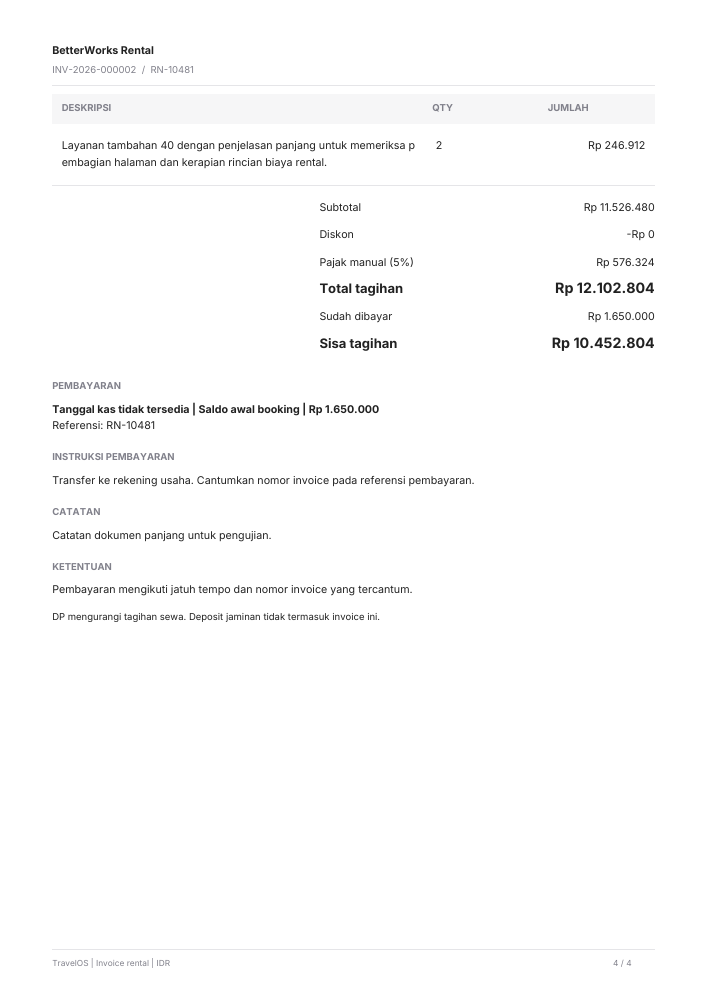 BetterWorks Rental
INV-2026-000002 / RN-10481
DESKRIPSI QTY JUMLAH
Layanan tambahan 40 dengan penjelasan panjang untuk memeriksa p 2 Rp 246.912
embagian halaman dan kerapian rincian biaya rental.
Subtotal Rp 11.526.480
Diskon -Rp 0
Pajak manual (5%) Rp 576.324
Total tagihan Rp 12.102.804
Sudah dibayar Rp 1.650.000
Sisa tagihan Rp 10.452.804
PEMBAYARAN
Tanggal kas tidak tersedia | Saldo awal booking | Rp 1.650.000
Referensi: RN-10481
INSTRUKSI PEMBAYARAN
Transfer ke rekening usaha. Cantumkan nomor invoice pada referensi pembayaran.
CATATAN
Catatan dokumen panjang untuk pengujian.
KETENTUAN
Pembayaran mengikuti jatuh tempo dan nomor invoice yang tercantum.
DP mengurangi tagihan sewa. Deposit jaminan tidak termasuk invoice ini.
TravelOS | Invoice rental | IDR 4 / 4